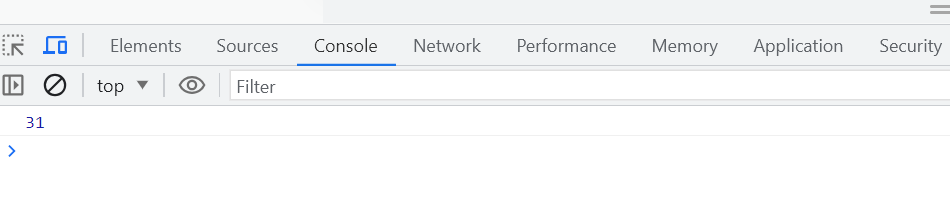 Elements Sources Console Network Performance Memory Application Security
top Filter
31